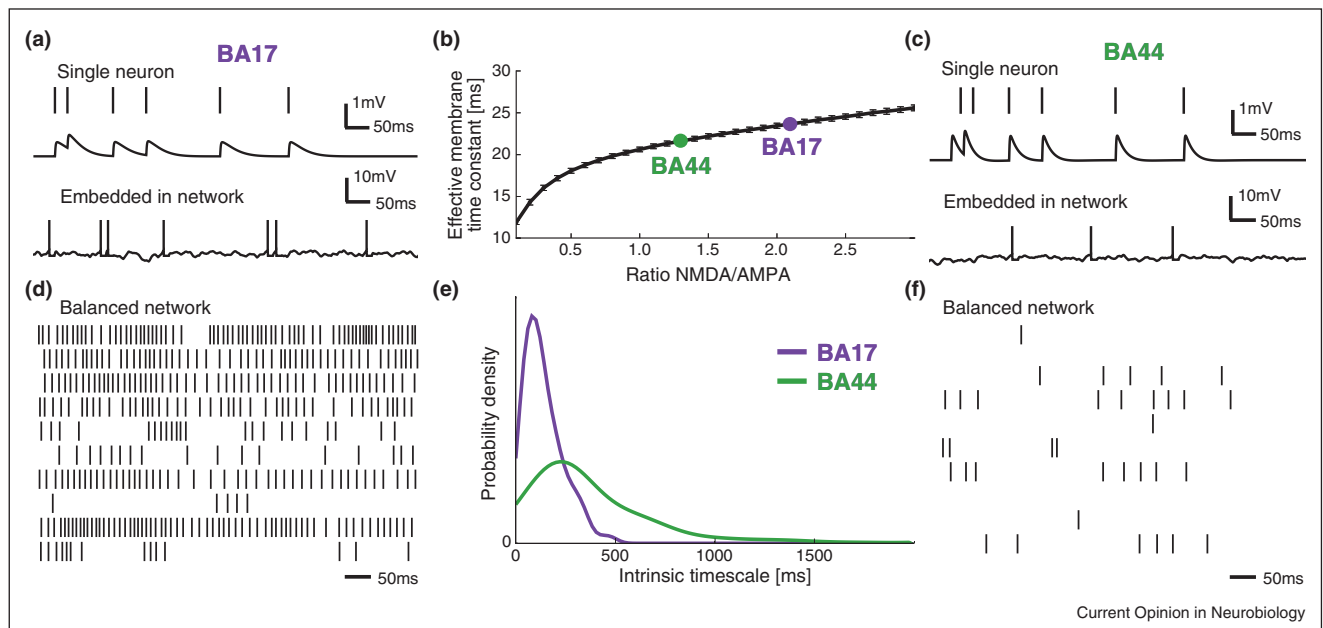 (a)
BA17
Single neuron
1mV
50ms
10mV
50ms
Embedded in network
(b)
Effective membrane
time constant [ms]
30
25
20
15
10
BA44
BA17
0.5
1.0
1.5
2.0
2.5
Ratio NMDA/AMPA
(c)
BA44
Single neuron
1mV
50ms
10mV
50ms
Embedded in network
(d)
Balanced network
50ms
(e)
Probability density
BA17
BA44
0
0
500
1000
1500
Intrinsic timescale [ms]
(f)
Balanced network
50ms
Current Opinion in Neurobiology